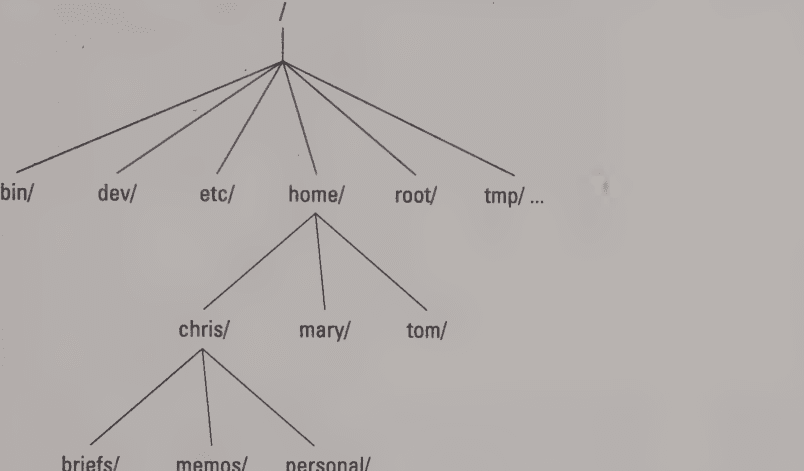 /
bin/ dev/ etc/ home/ root/ tmp/ ...
chris/ mary/ tom/
briefs/ memos/ personal/